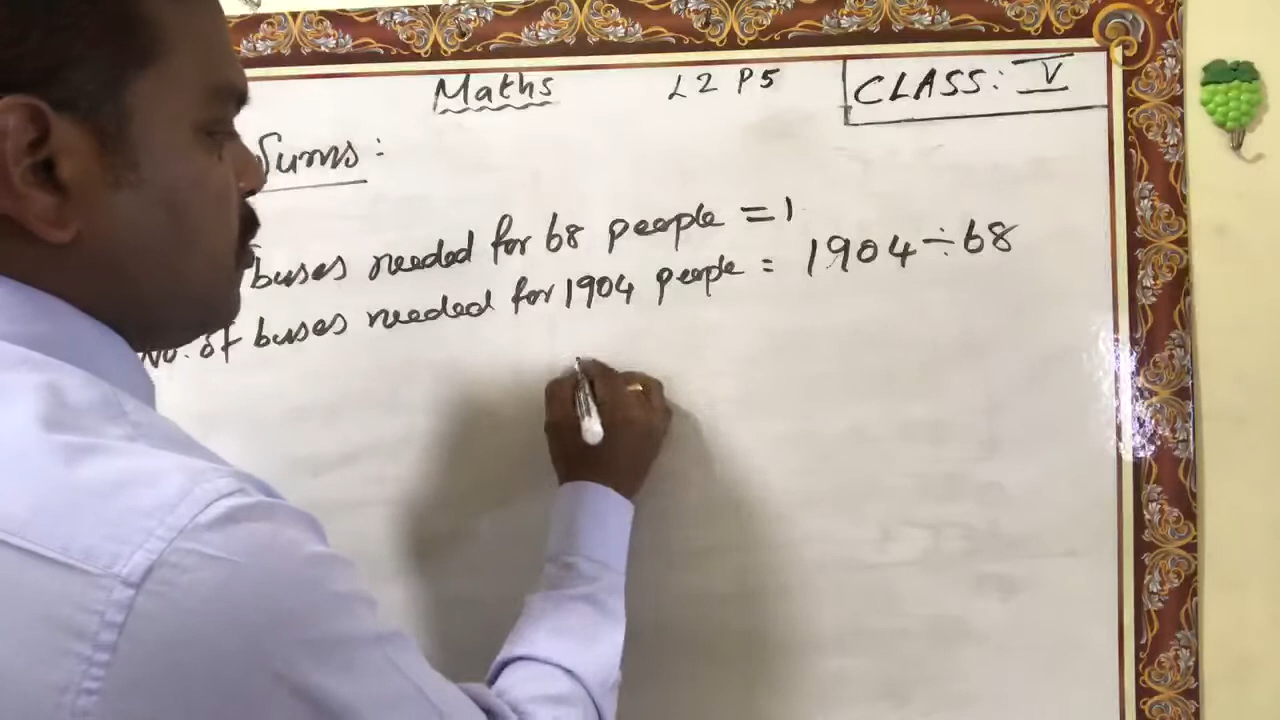 Maths L2 P5 CLASS: V
Sums:
buses needed for 68 people = 1
No. of buses needed for 1904 people = 1904 ÷ 68